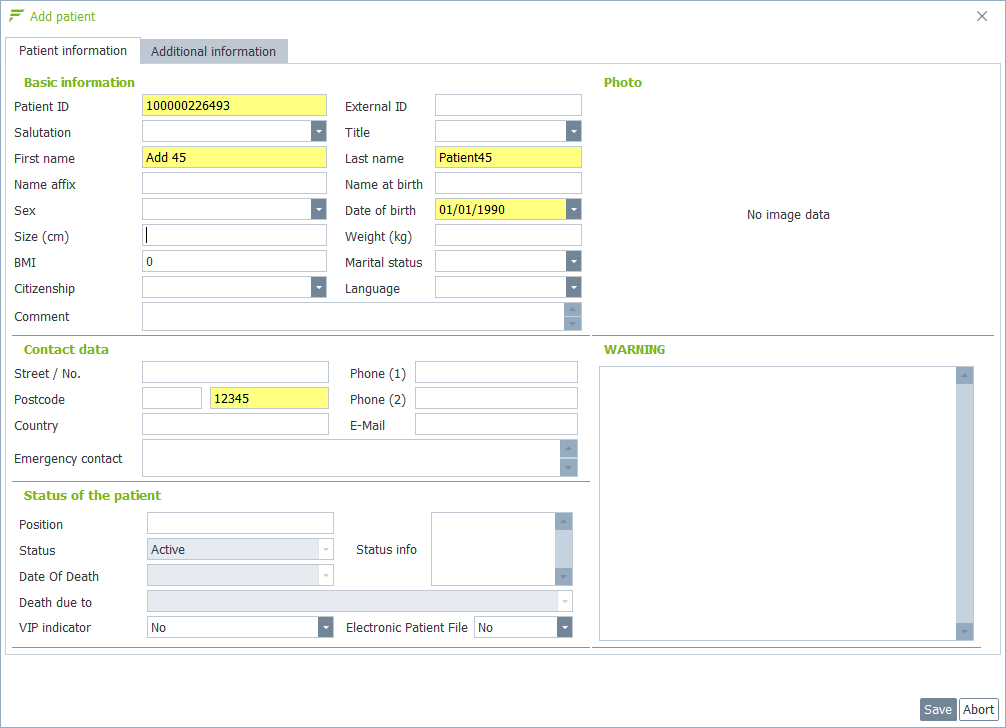 Add patient
Patient information Additional information
Basic information
Patient ID 100000226493 External ID
Salutation Title
First name Add 45 Last name Patient45
Name affix Name at birth
Sex Date of birth 01/01/1990
Size (cm) Weight (kg)
BMI 0 Marital status
Citizenship Language
Comment
Photo
No image data
Contact data
Street / No. Phone (1)
Postcode 12345 Phone (2)
Country E-Mail
Emergency contact
WARNING
Status of the patient
Position
Status Active Status info
Date Of Death
Death due to
VIP indicator No Electronic Patient File No
Save Abort